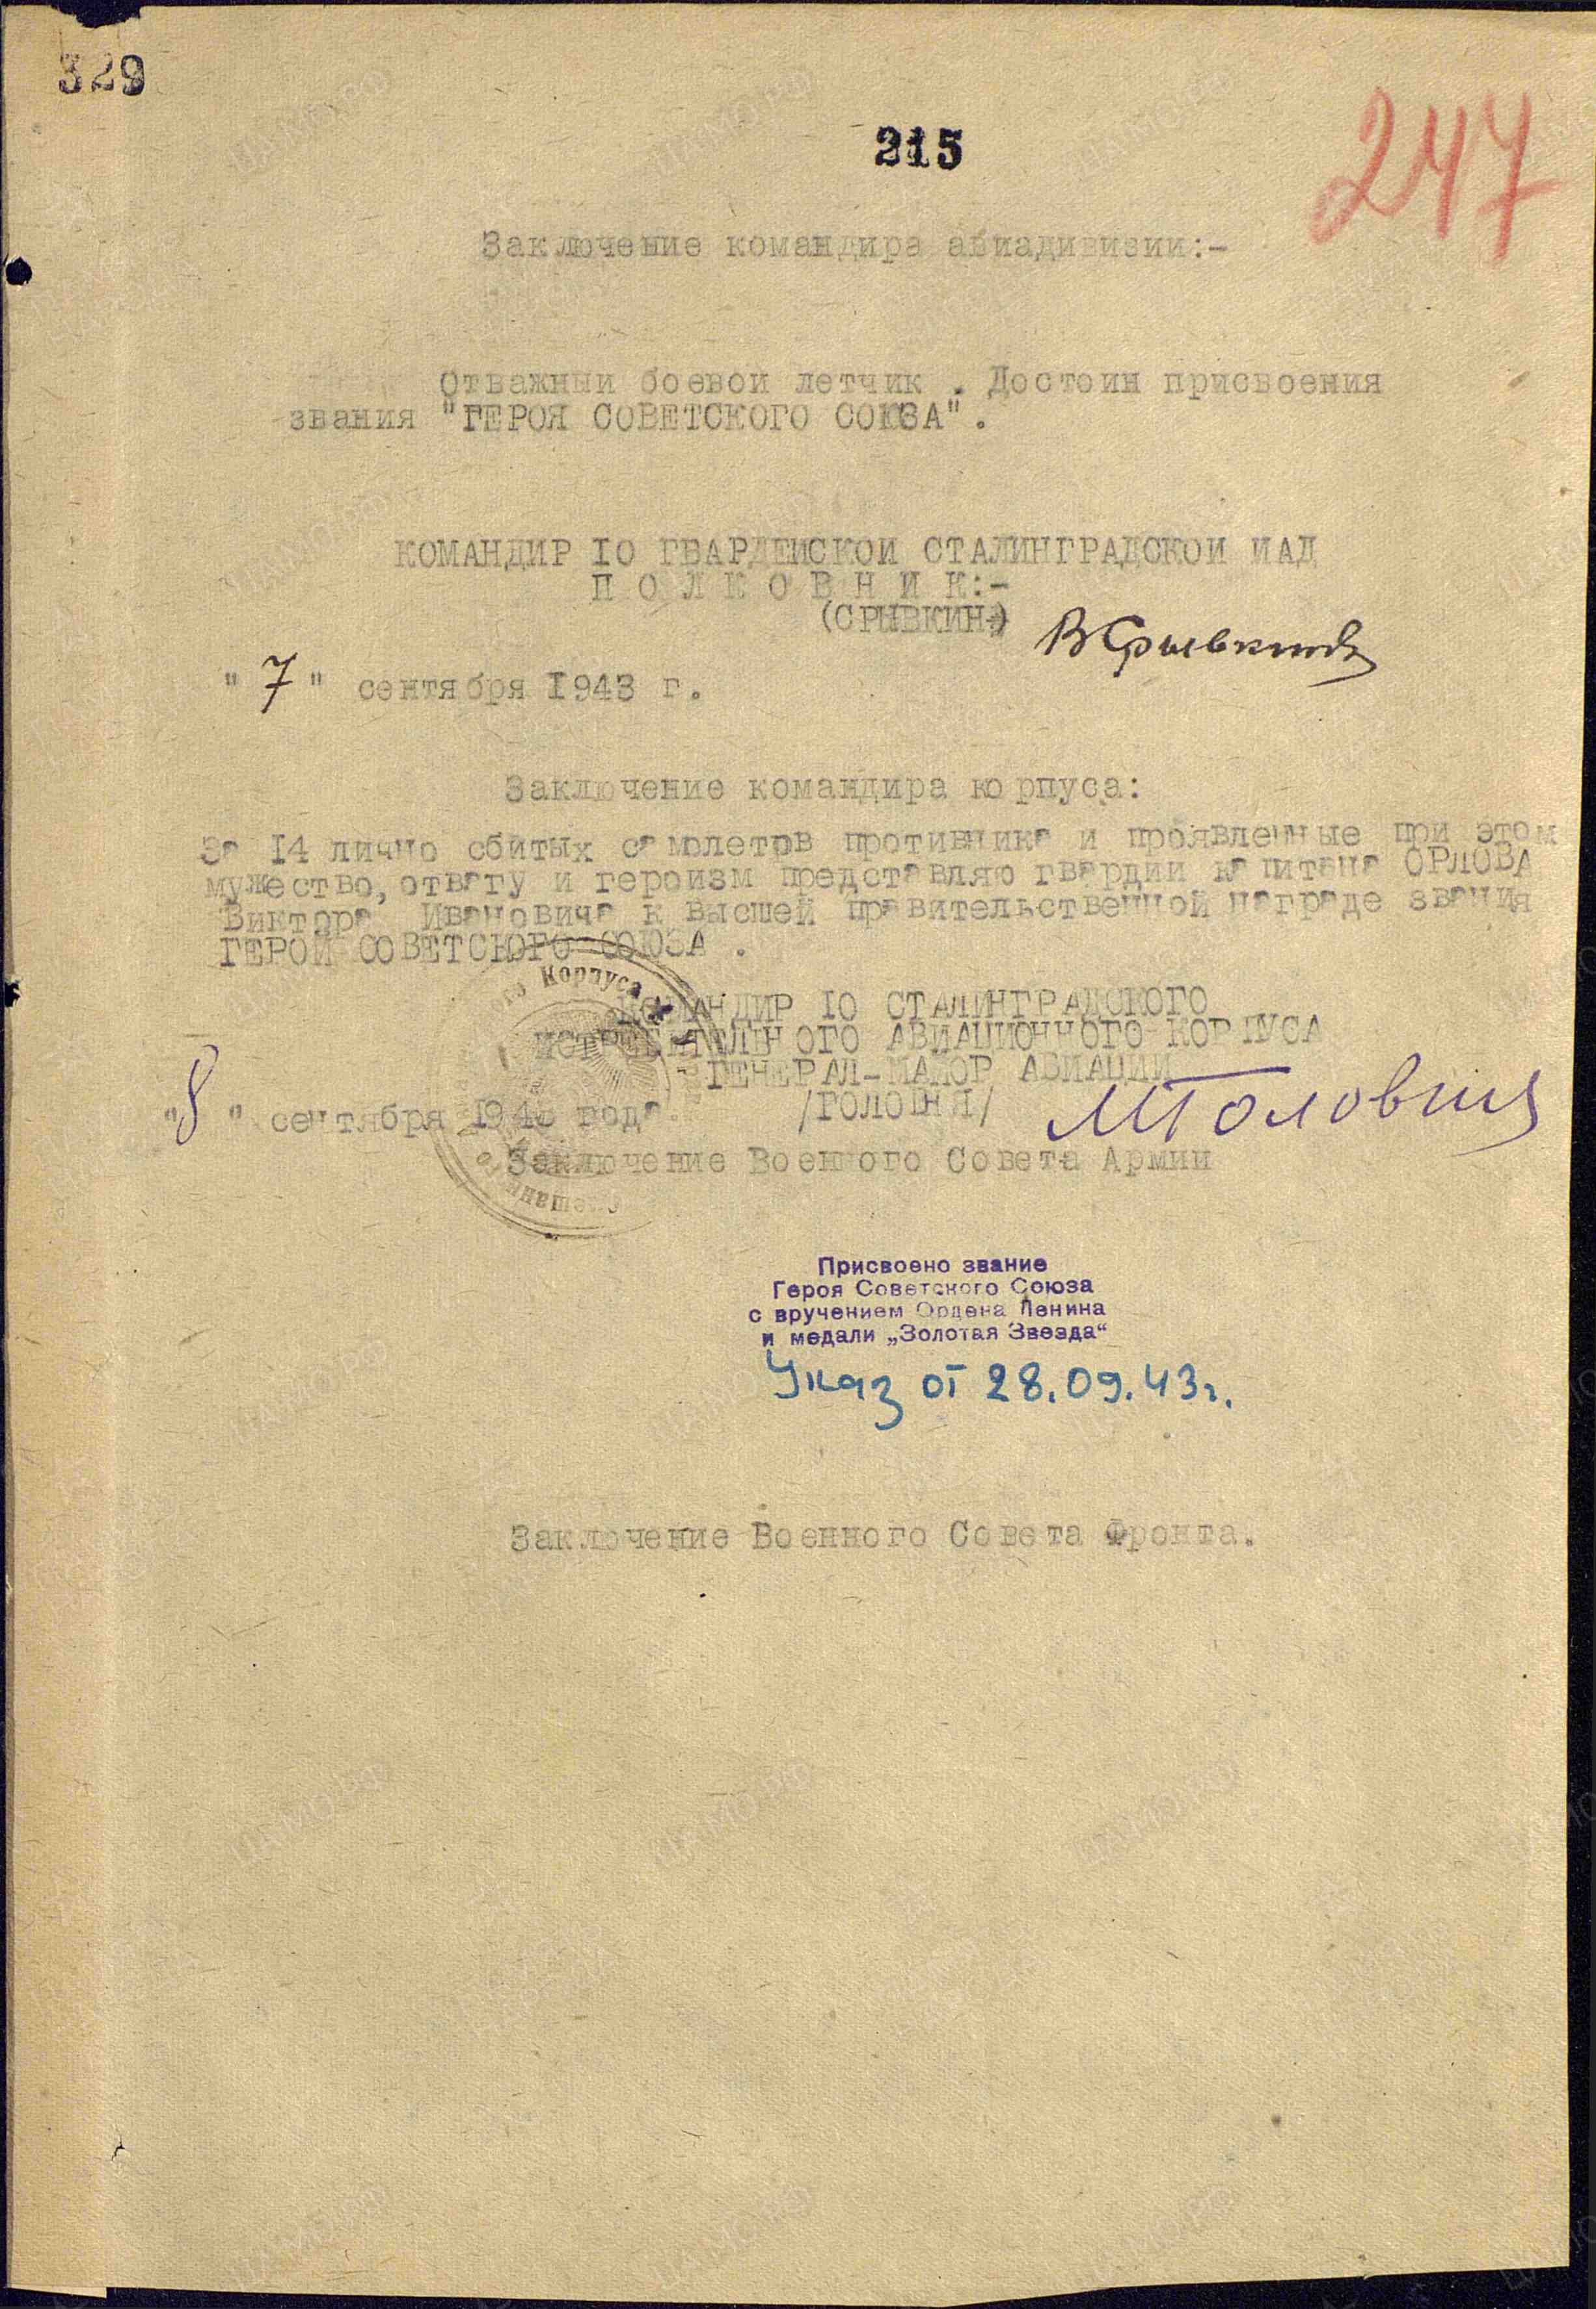 329
215
247
Заключение командира авиадивизии:-
Отважный боевой летчик . Достоин присвоения
звания "ГЕРОЯ СОВЕТСКОГО СОЮЗА".
КОМАНДИР 10 ГВАРДЕЙСКОЙ СТАЛИНГРАДСКОЙ ИАД
П О Л К О В Н И К:-
(СРЫВКИН)
ВСрывкин
"7" сентября 1943 г.
Заключение командира корпуса:
За 14 лично сбитых самолетов противника и проявленные при этом
мужество, отвагу и героизм представляю гвардии капитана ОРЛОВА
Виктора Ивановича к высшей правительственной награде звания
ГЕРОЙ СОВЕТСКОГО СОЮЗА .
Корпуса
КОМАНДИР 10 СТАЛИНГРАДСКОГО
ИСТРЕБИТЕЛЬНОГО АВИАЦИОННОГО КОРПУСА
ГЕНЕРАЛ-МАЙОР АВИАЦИИ
/ГОЛОВНЯ/
МГоловня
"8" сентября 1943 года.
Заключение Военного Совета Армии
Присвоено звание
Героя Советского Союза
с вручением Ордена Ленина
и медали „Золотая Звезда“
Указ от 28.09.43г.
Заключение Военного Совета Фронта.